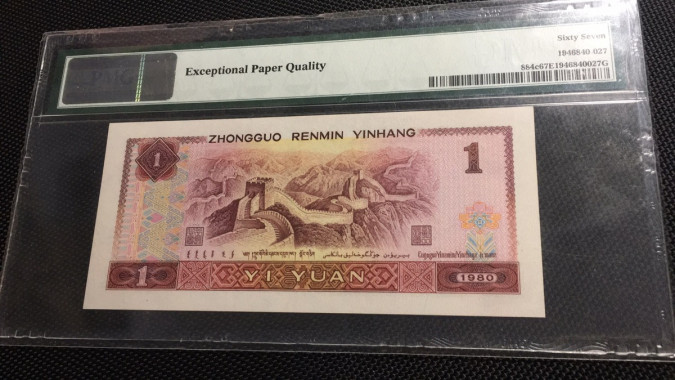 Exceptional Paper Quality
Sixty Seven
1946840-027
884c67E1946840027G
ZHONGGUO RENMIN YINHANG
1
1
1
YI YUAN
1980